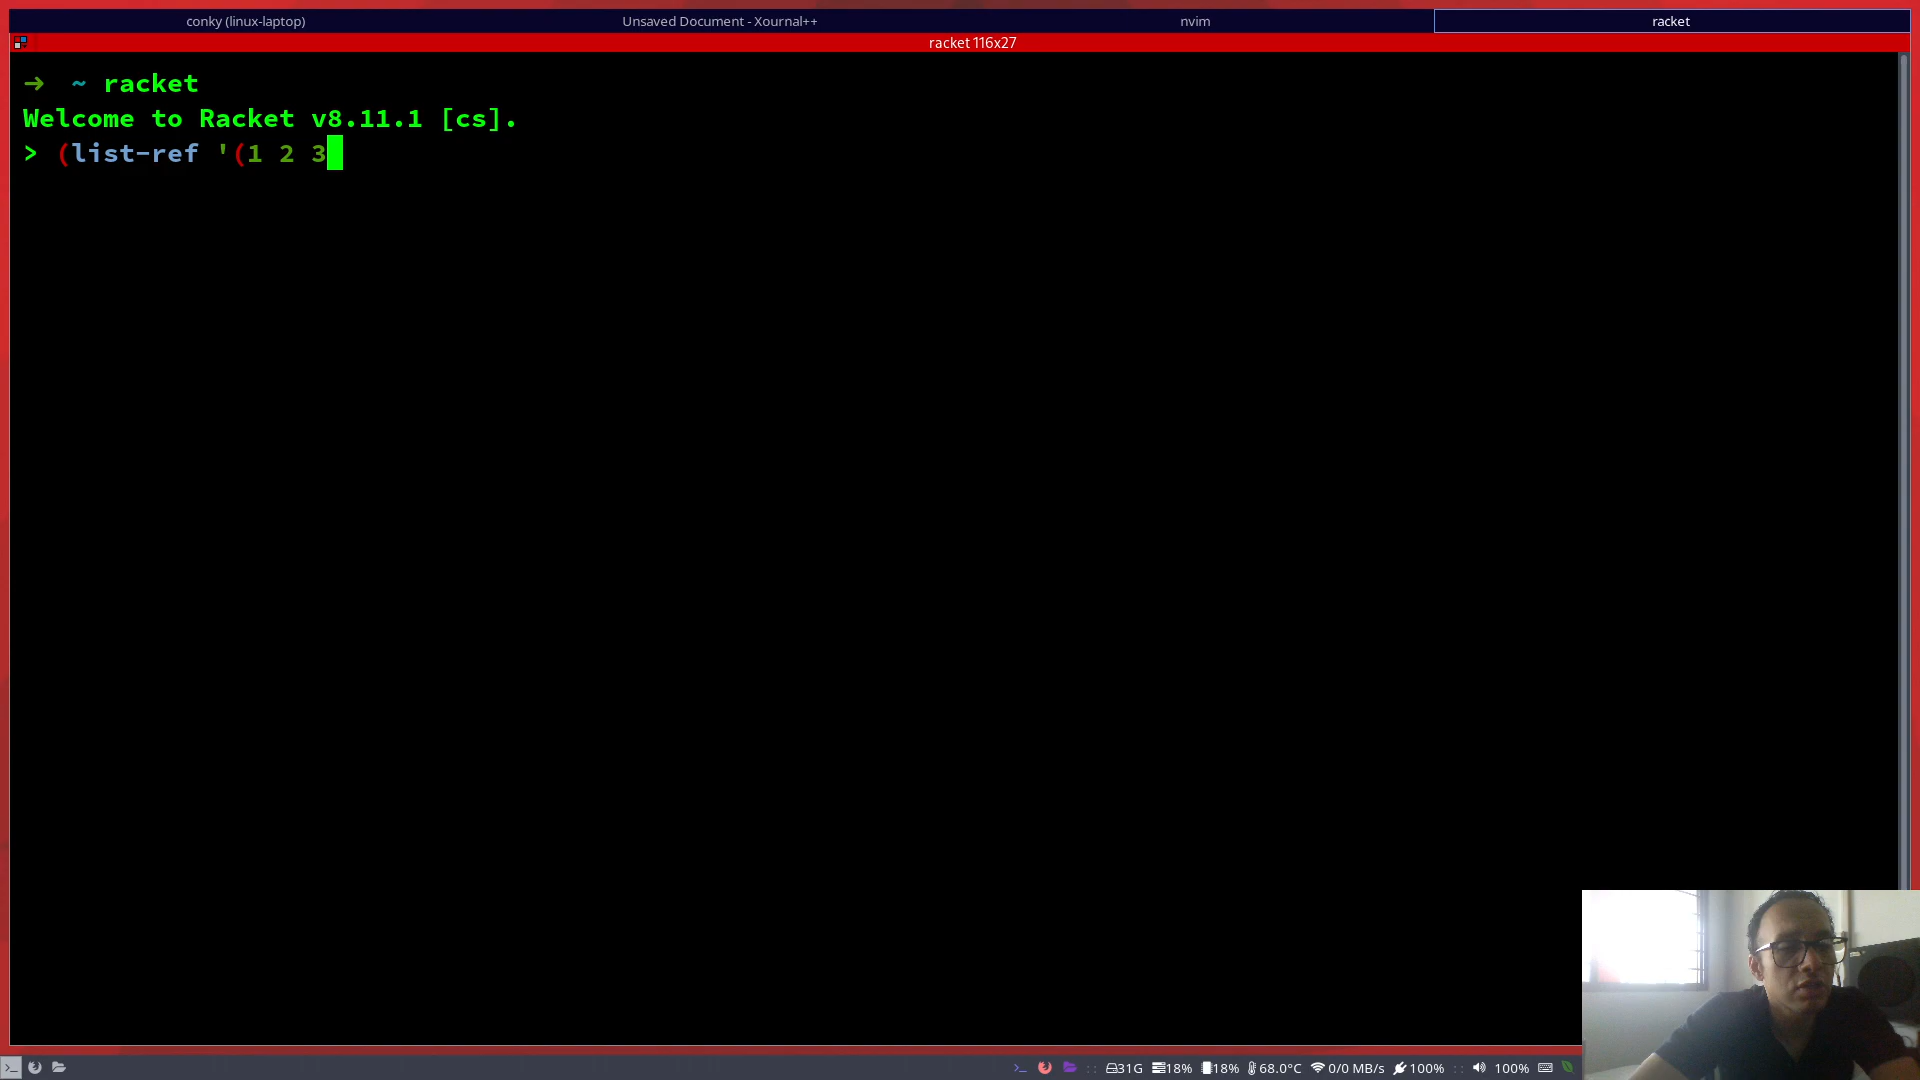 conky (linux-laptop) Unsaved Document - Xournal++ nvim racket
racket 116x27
→ ~ racket
Welcome to Racket v8.11.1 [cs].
> (list-ref '(1 2 3
31G 18% 18% 68.0°C 0/0 MB/s 100% :: 100%